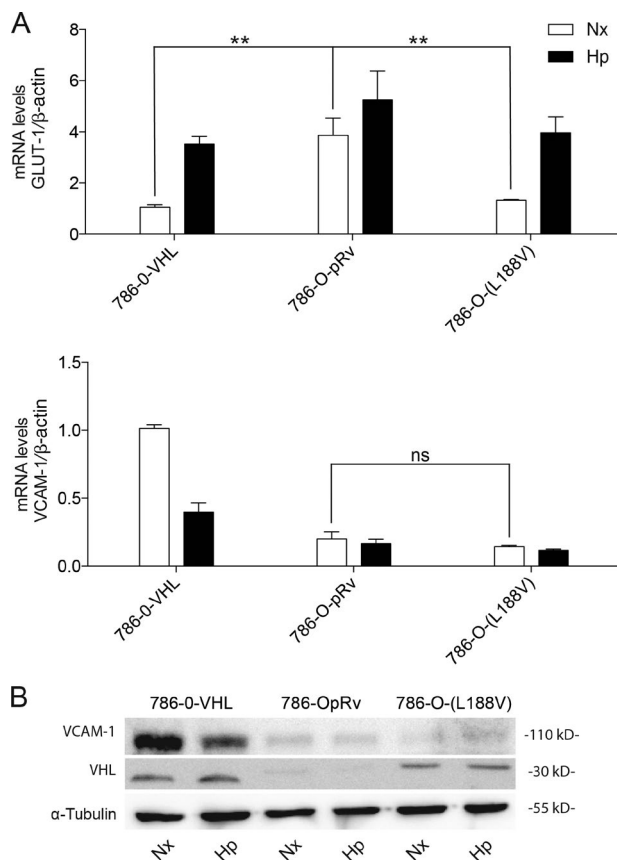 A
mRNA levels
GLUT-1/β-actin
8
6
4
2
0
**
**
Nx
Hp
786-0-VHL
786-O-pRv
786-O-(L188V)
mRNA levels
VCAM-1/β-actin
1.5
1.0
0.5
0.0
ns
786-0-VHL
786-O-pRv
786-O-(L188V)
B
786-0-VHL 786-OpRv 786-O-(L188V)
VCAM-1 -110 kD-
VHL -30 kD-
α-Tubulin -55 kD-
Nx Hp Nx Hp Nx Hp